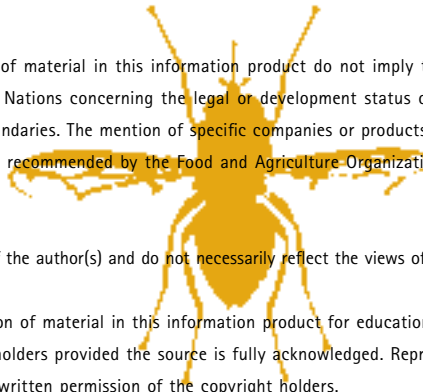 of material in this information product do not imply t
Nations concerning the legal or development status o
ndaries. The mention of specific companies or products
recommended by the Food and Agriculture Organizati
the author(s) and do not necessarily reflect the views of
on of material in this information product for education
holders provided the source is fully acknowledged. Repr
written permission of the copyright holders.